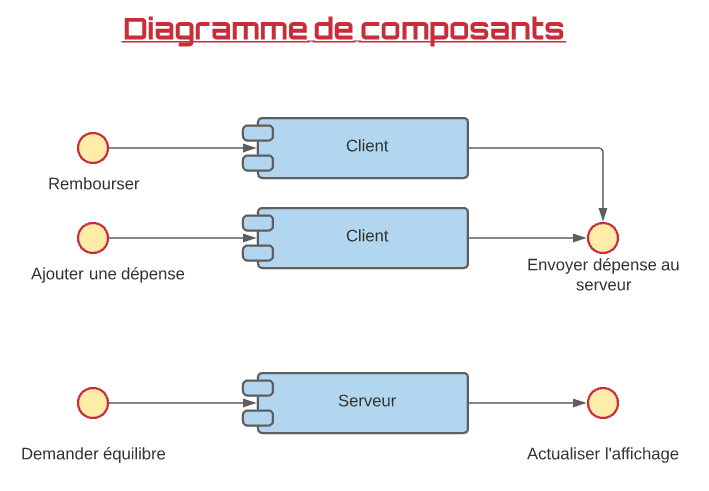 Diagramme de composants
Client
Rembourser
Client
Ajouter une dépense
Envoyer dépense au
serveur
Serveur
Demander équilibre
Actualiser l'affichage